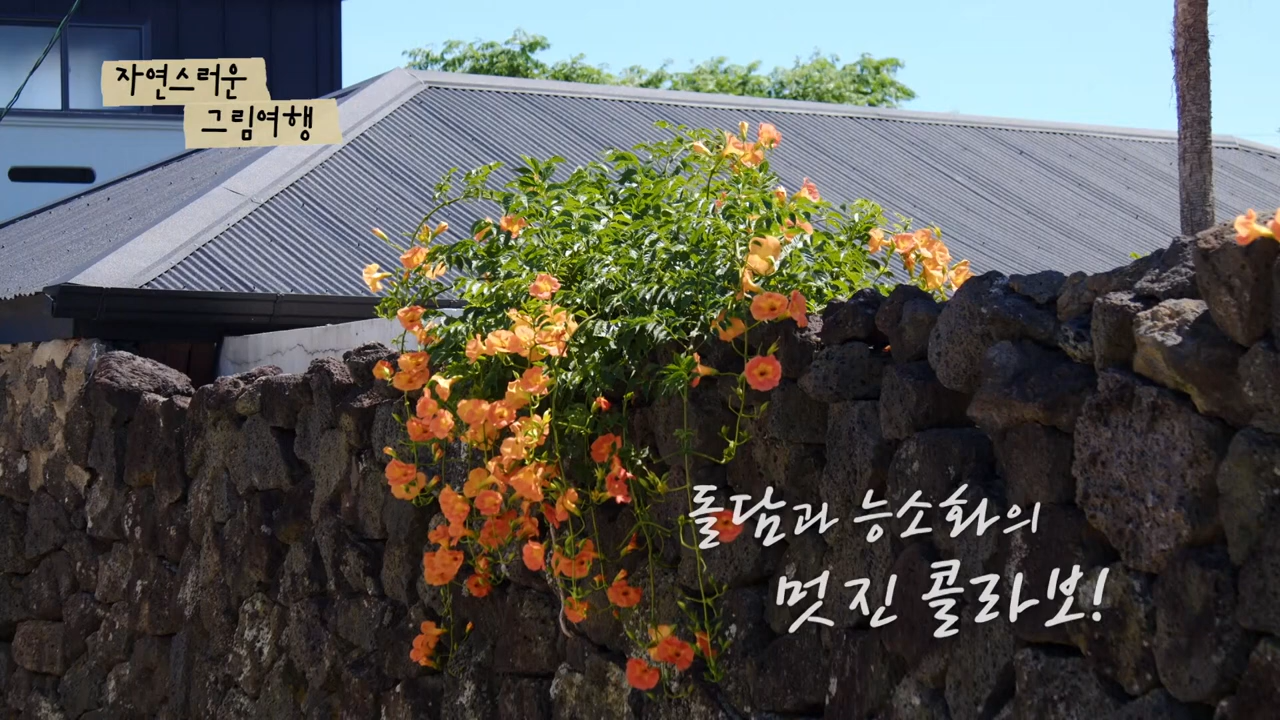 자연스러운
그림여행
돌담과 능소화의
멋진 콜라보!